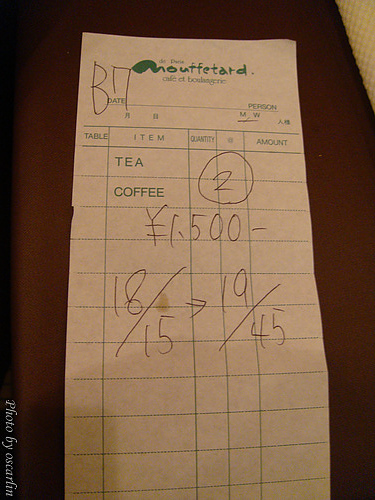 de Paris
mouffetard.
café et boulangerie
B7
DATE
PERSON
月 日
M W 人様
TABLE ITEM QUANTITY @ AMOUNT
TEA
2
COFFEE
¥1,500-
18/15 → 19/45
Photo by oscarlin